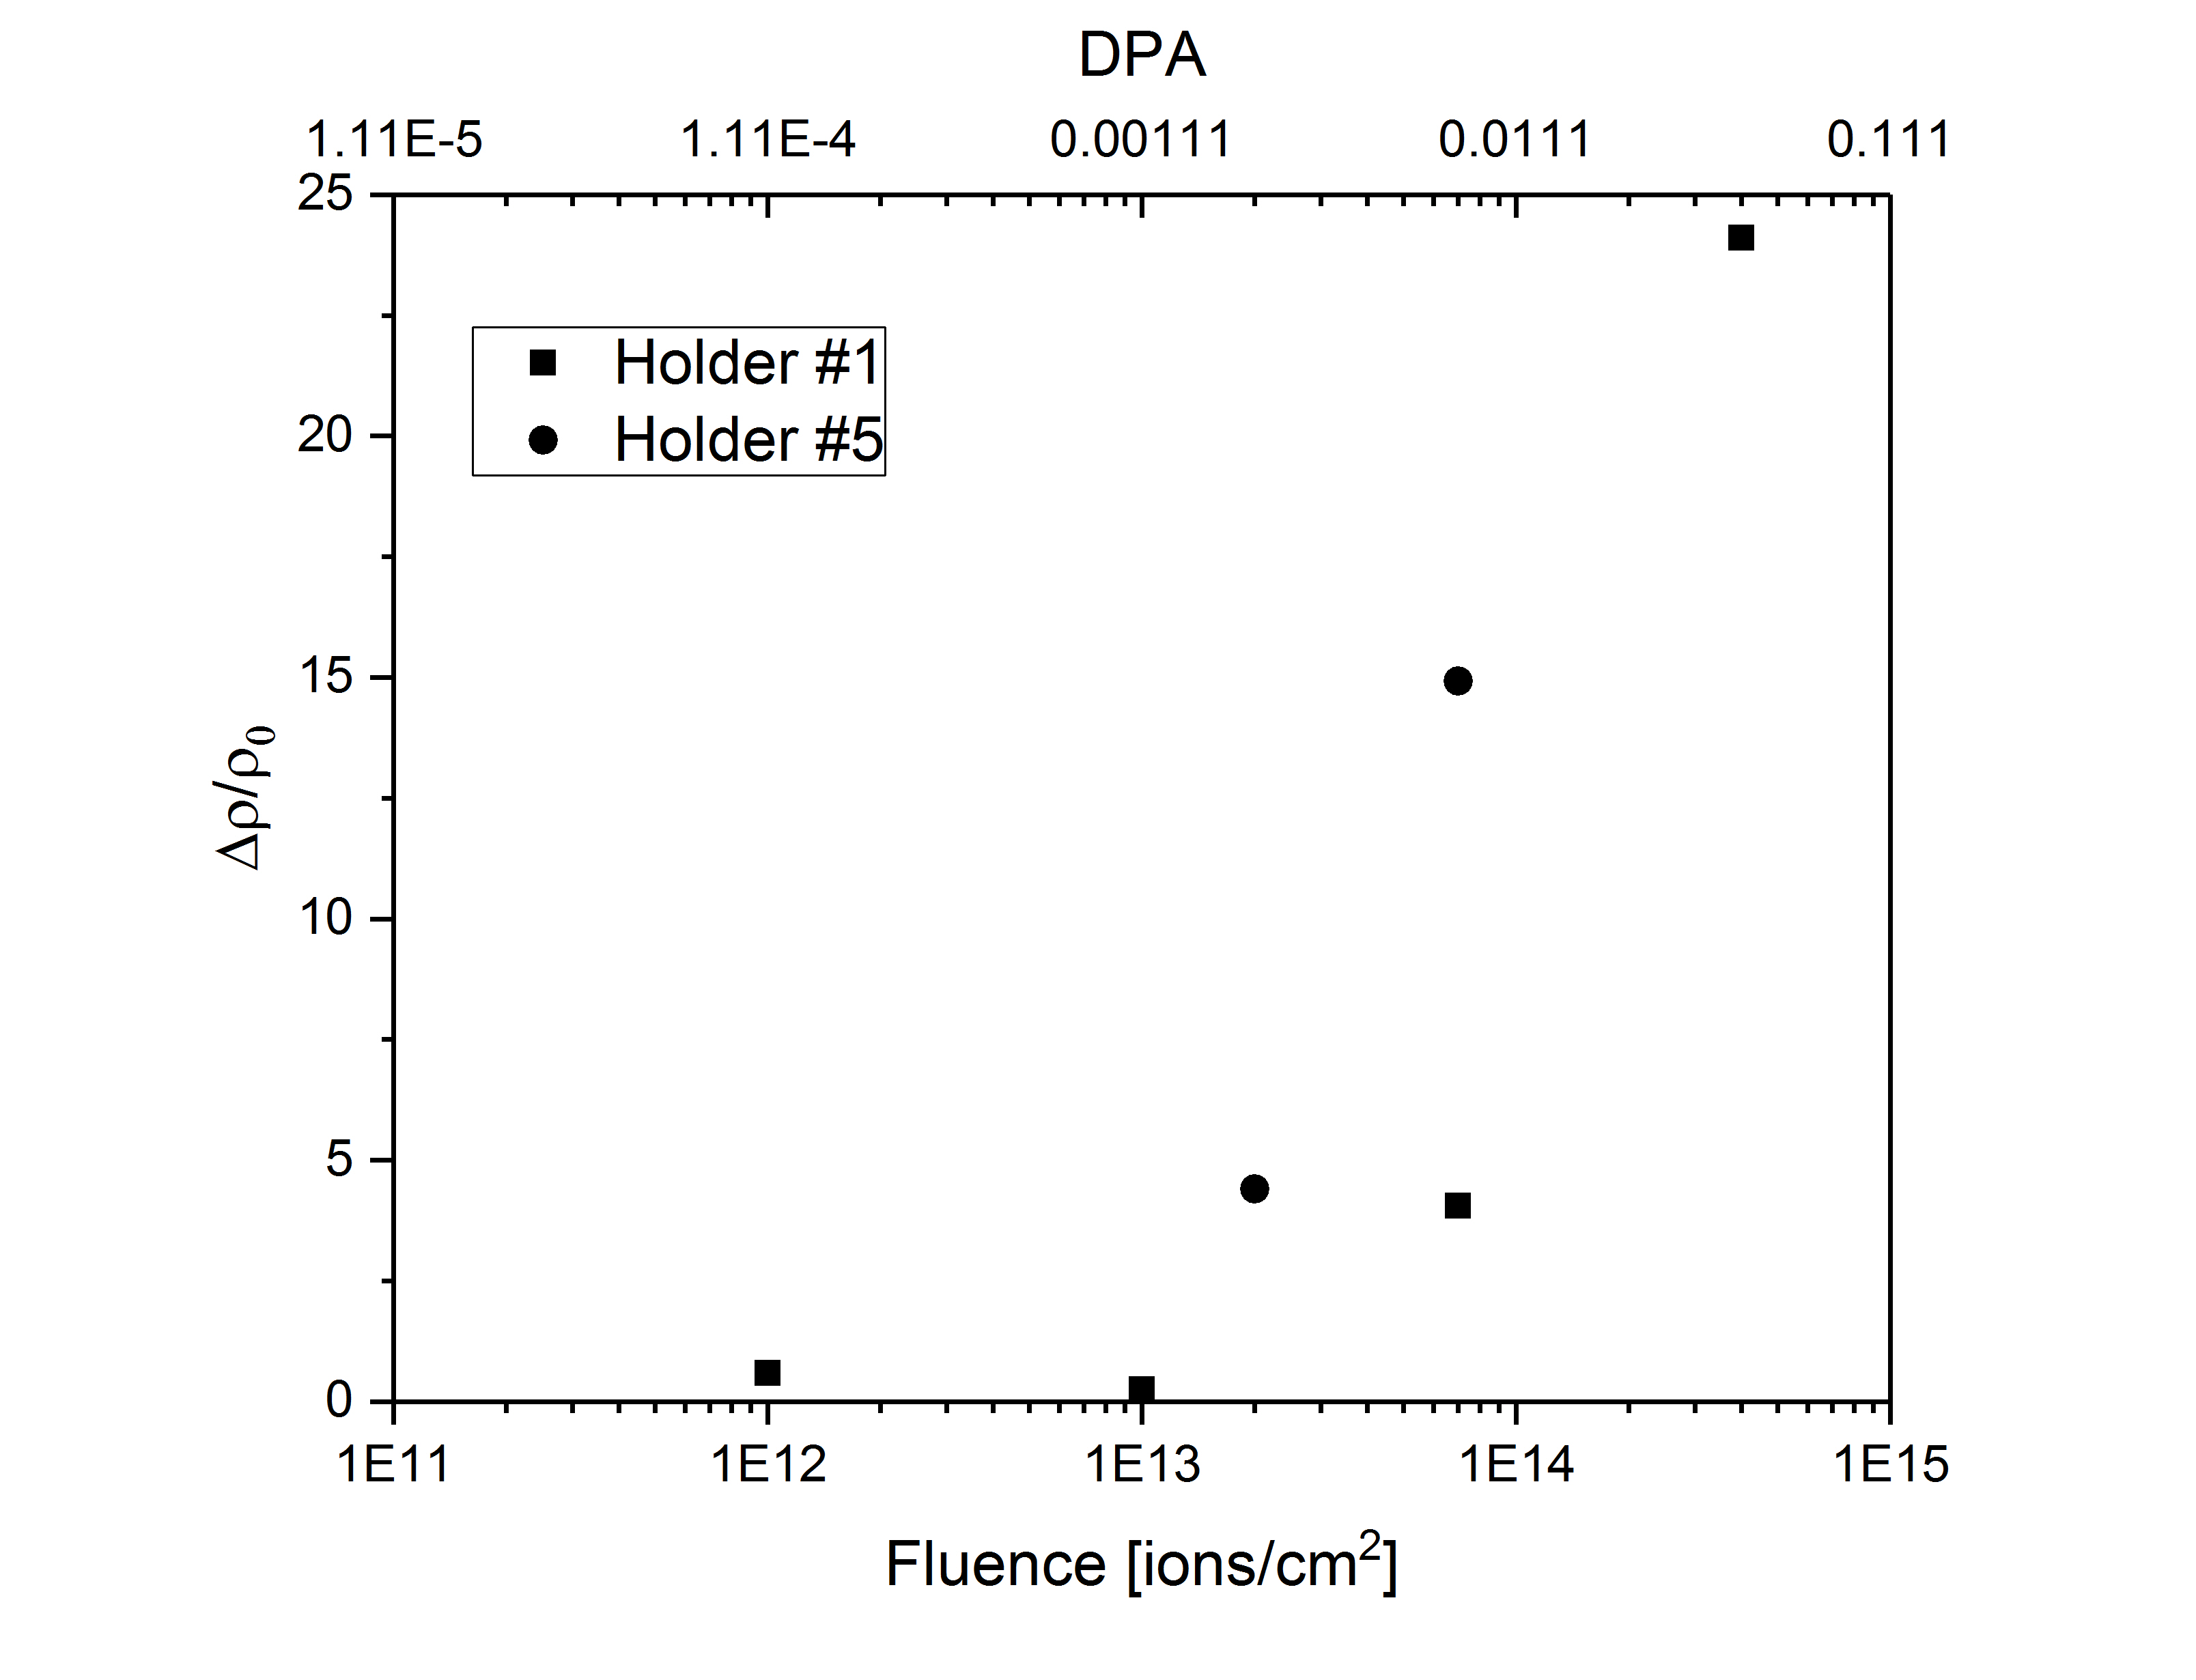 DPA
1.11E-5 1.11E-4 0.00111 0.0111 0.111
25
Holder #1
Holder #5
20
15
Δρ/ρ₀
10
5
0
1E11 1E12 1E13 1E14 1E15
Fluence [ions/cm²]